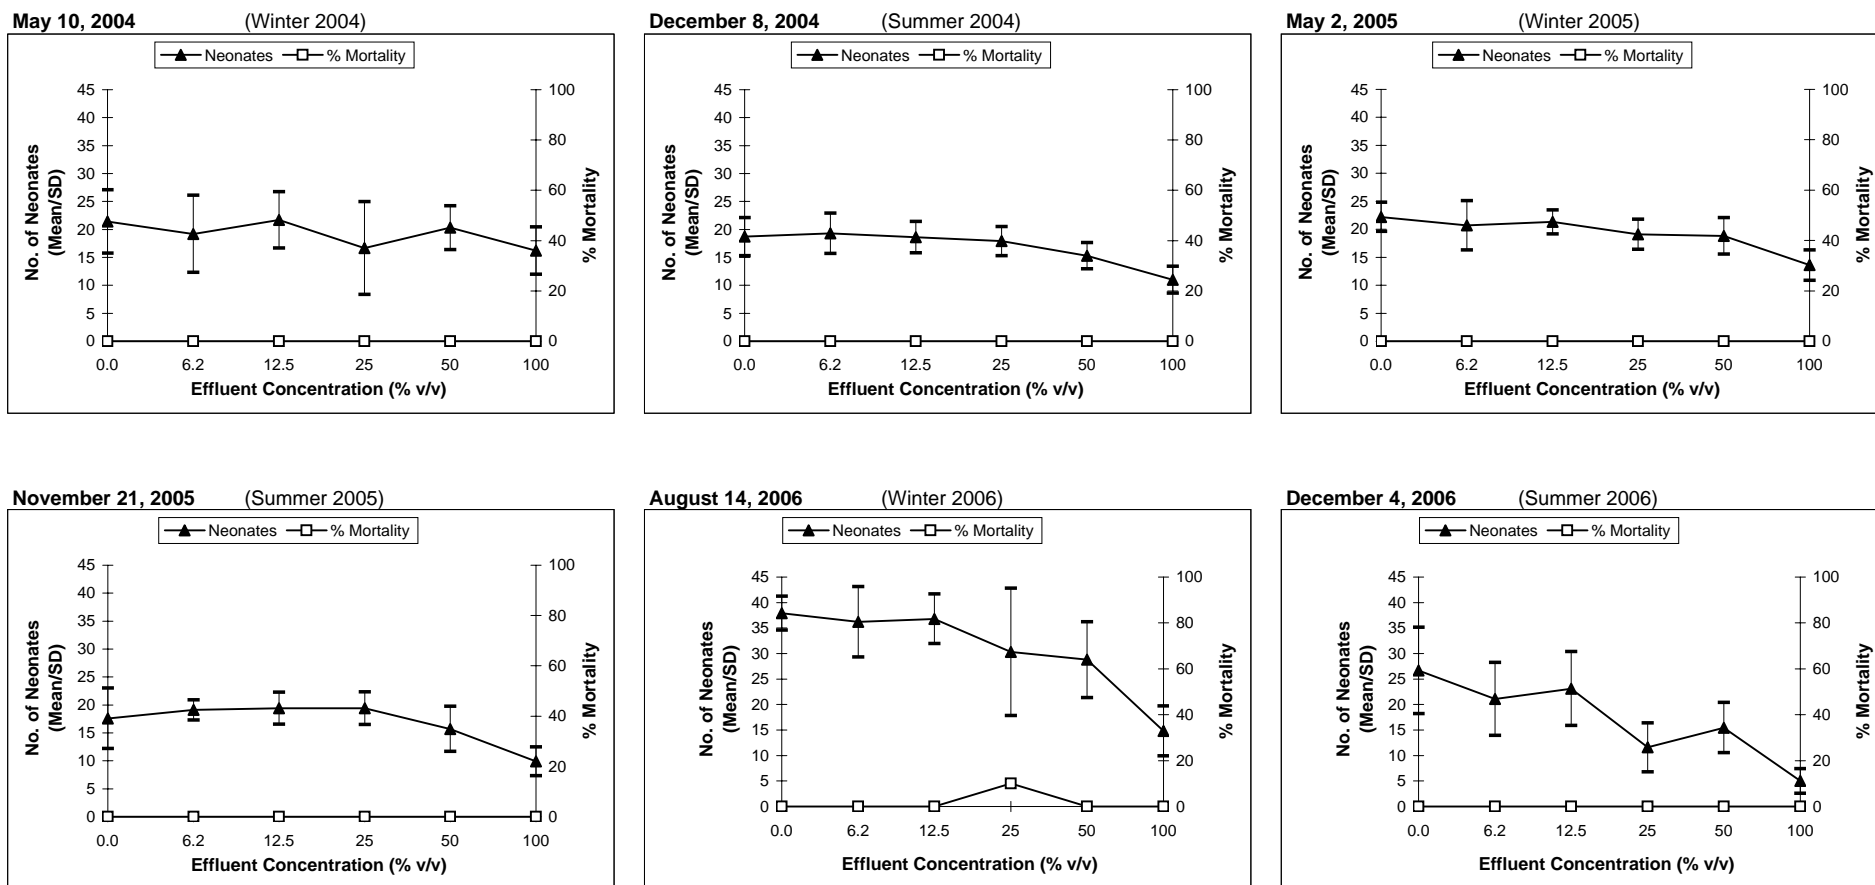 May 10, 2004 (Winter 2004)
Neonates % Mortality
45
40
35
30
25
20
15
10
5
0
No. of Neonates
(Mean/SD)
100
80
60
40
20
0
% Mortality
0.0 6.2 12.5 25 50 100
Effluent Concentration (% v/v)
December 8, 2004 (Summer 2004)
Neonates % Mortality
45
40
35
30
25
20
15
10
5
0
No. of Neonates
(Mean/SD)
100
80
60
40
20
0
% Mortality
0.0 6.2 12.5 25 50 100
Effluent Concentration (% v/v)
May 2, 2005 (Winter 2005)
Neonates % Mortality
45
40
35
30
25
20
15
10
5
0
No. of Neonates
(Mean/SD)
100
80
60
40
20
0
% Mortality
0.0 6.2 12.5 25 50 100
Effluent Concentration (% v/v)
November 21, 2005 (Summer 2005)
Neonates % Mortality
45
40
35
30
25
20
15
10
5
0
No. of Neonates
(Mean/SD)
100
80
60
40
20
0
% Mortality
0.0 6.2 12.5 25 50 100
Effluent Concentration (% v/v)
August 14, 2006 (Winter 2006)
Neonates % Mortality
45
40
35
30
25
20
15
10
5
0
No. of Neonates
(Mean/SD)
100
80
60
40
20
0
% Mortality
0.0 6.2 12.5 25 50 100
Effluent Concentration (% v/v)
December 4, 2006 (Summer 2006)
Neonates % Mortality
45
40
35
30
25
20
15
10
5
0
No. of Neonates
(Mean/SD)
100
80
60
40
20
0
% Mortality
0.0 6.2 12.5 25 50 100
Effluent Concentration (% v/v)